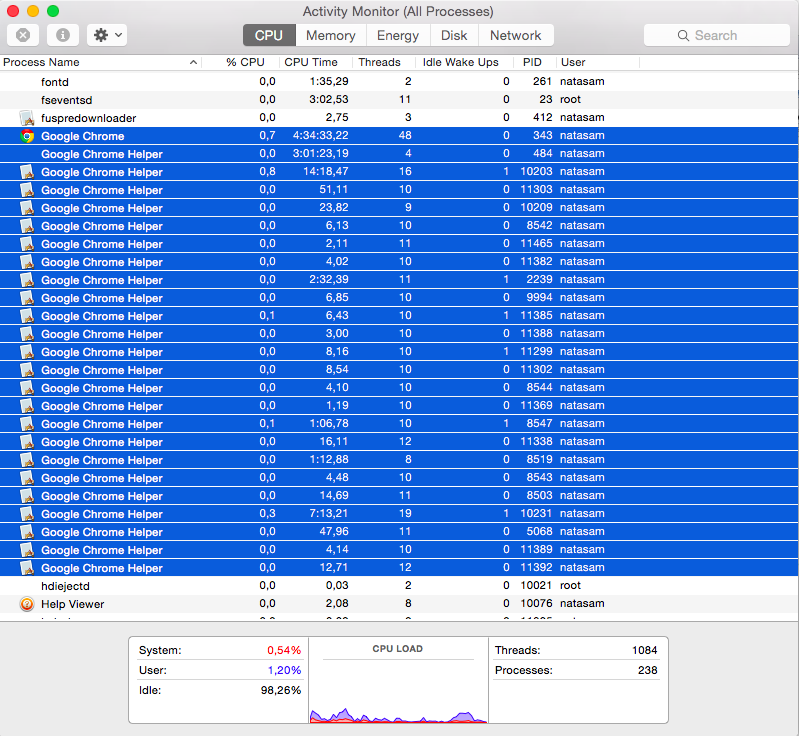 Activity Monitor (All Processes)
CPU Memory Energy Disk Network Search
Process Name % CPU CPU Time Threads Idle Wake Ups PID User
fontd 0,0 1:35,29 2 0 261 natasam
fseventsd 0,0 3:02,53 11 0 23 root
fuspredownloader 0,0 2,75 3 0 412 natasam
Google Chrome 0,7 4:34:33,22 48 0 343 natasam
Google Chrome Helper 0,0 3:01:23,19 4 0 484 natasam
Google Chrome Helper 0,8 14:18,47 16 1 10203 natasam
Google Chrome Helper 0,0 51,11 10 0 11303 natasam
Google Chrome Helper 0,0 23,82 9 0 10209 natasam
Google Chrome Helper 0,0 6,13 10 0 8542 natasam
Google Chrome Helper 0,0 2,11 11 0 11465 natasam
Google Chrome Helper 0,0 4,02 10 0 11382 natasam
Google Chrome Helper 0,0 2:32,39 11 1 2239 natasam
Google Chrome Helper 0,0 6,85 10 0 9994 natasam
Google Chrome Helper 0,1 6,43 10 1 11385 natasam
Google Chrome Helper 0,0 3,00 10 0 11388 natasam
Google Chrome Helper 0,0 8,16 10 1 11299 natasam
Google Chrome Helper 0,0 8,54 10 0 11302 natasam
Google Chrome Helper 0,0 4,10 10 0 8544 natasam
Google Chrome Helper 0,0 1,19 10 0 11369 natasam
Google Chrome Helper 0,1 1:06,78 10 1 8547 natasam
Google Chrome Helper 0,0 16,11 12 0 11338 natasam
Google Chrome Helper 0,0 1:12,88 8 0 8519 natasam
Google Chrome Helper 0,0 4,48 10 0 8543 natasam
Google Chrome Helper 0,0 14,69 11 0 8503 natasam
Google Chrome Helper 0,3 7:13,21 19 1 10231 natasam
Google Chrome Helper 0,0 47,96 11 0 5068 natasam
Google Chrome Helper 0,0 4,14 10 0 11389 natasam
Google Chrome Helper 0,0 12,71 12 0 11392 natasam
hdiejectd 0,0 0,03 2 0 10021 root
Help Viewer 0,0 2,08 8 0 10076 natasam
System: 0,54% CPU LOAD Threads: 1084
User: 1,20% Processes: 238
Idle: 98,26%